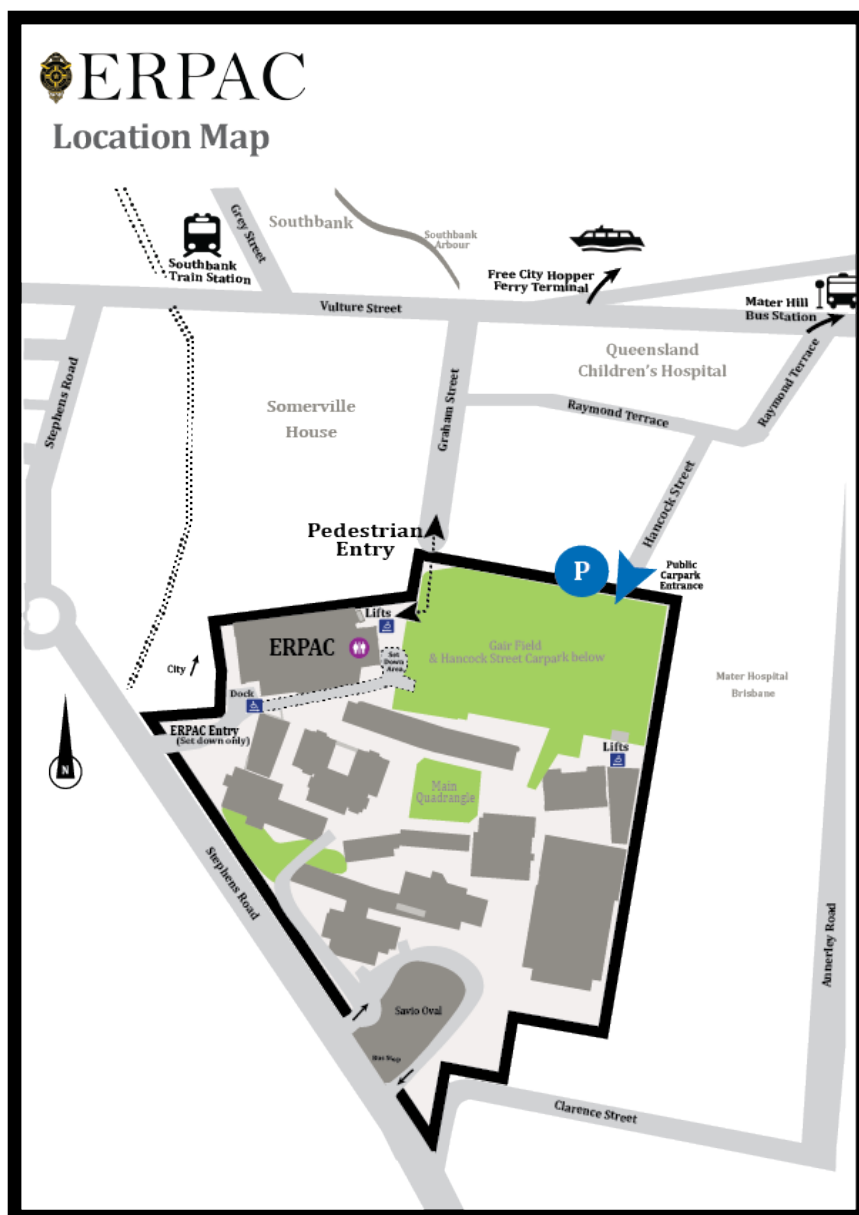 ERPAC
Location Map
Grey Street
Southbank
Southbank
Arbour
Southbank
Train Station
Free City Hopper
Ferry Terminal
Mater Hill
Bus Station
Vulture Street
Stephens Road
Somerville
House
Graham Street
Queensland
Children's Hospital
Raymond Terrace
Raymond Terrace
Hancock Street
Pedestrian
Entry
P
Public
Carpark
Entrance
Lifts
ERPAC
Set
Down
Area
Gair Field
& Hancock Street Carpark below
City
Mater Hospital
Brisbane
Dock
ERPAC Entry
(Set down only)
N
Lifts
Main
Quadrangle
Stephens Road
Annerley Road
Savio Oval
Bus Stop
Clarence Street